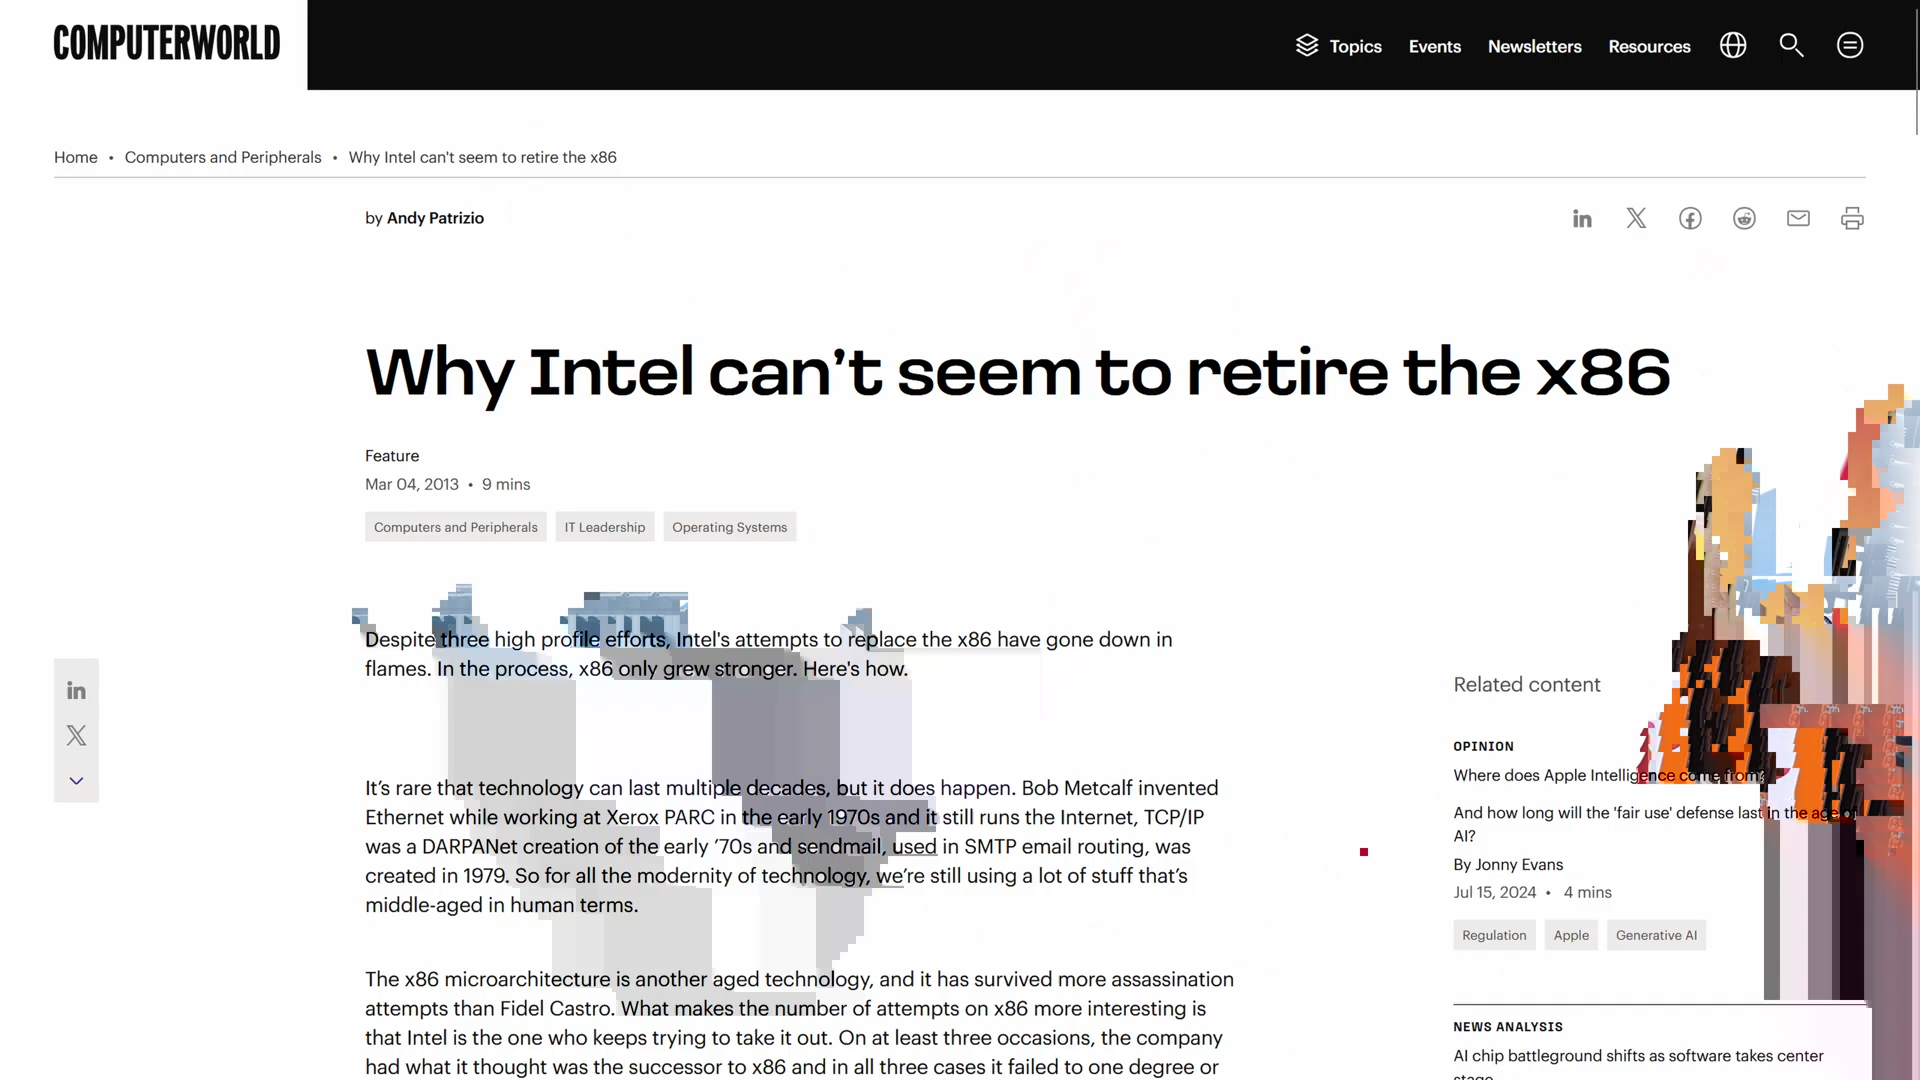 COMPUTERWORLD
Topics Events Newsletters Resources
Home • Computers and Peripherals • Why Intel can't seem to retire the x86
by Andy Patrizio
Why Intel can’t seem to retire the x86
Feature
Mar 04, 2013 • 9 mins
Computers and Peripherals IT Leadership Operating Systems
Despite three high profile efforts, Intel's attempts to replace the x86 have gone down in
flames. In the process, x86 only grew stronger. Here's how.
It’s rare that technology can last multiple decades, but it does happen. Bob Metcalf invented
Ethernet while working at Xerox PARC in the early 1970s and it still runs the Internet, TCP/IP
was a DARPANet creation of the early ’70s and sendmail, used in SMTP email routing, was
created in 1979. So for all the modernity of technology, we’re still using a lot of stuff that’s
middle-aged in human terms.
The x86 microarchitecture is another aged technology, and it has survived more assassination
attempts than Fidel Castro. What makes the number of attempts on x86 more interesting is
that Intel is the one who keeps trying to take it out. On at least three occasions, the company
had what it thought was the successor to x86 and in all three cases it failed to one degree or
Related content
OPINION
Where does Apple Intelligence come from?
And how long will the 'fair use' defense last in the age of
AI?
By Jonny Evans
Jul 15, 2024 • 4 mins
Regulation Apple Generative AI
NEWS ANALYSIS
AI chip battleground shifts as software takes center
stage